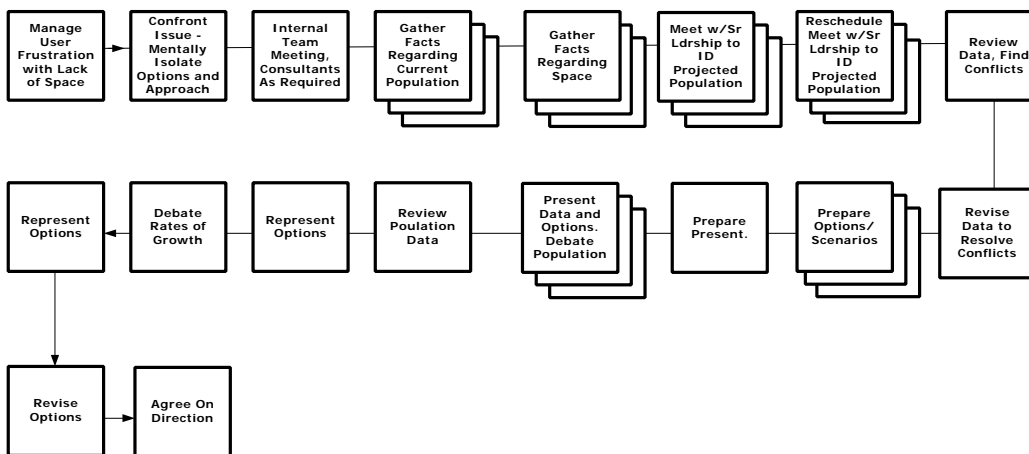 Manage
User
Frustration
with Lack
of Space
Confront
Issue -
Mentally
Isolate
Options and
Approach
Internal
Team
Meeting,
Consultants
As Required
Gather
Facts
Regarding
Current
Population
Gather
Facts
Regarding
Space
Meet w/Sr
Ldrship to
ID
Projected
Population
Reschedule
Meet w/Sr
Ldrship to
ID
Projected
Population
Review
Data, Find
Conflicts
Represent
Options
Debate
Rates of
Growth
Represent
Options
Review
Poulation
Data
Present
Data and
Options.
Debate
Population
Prepare
Present.
Prepare
Options/
Scenarios
Revise
Data to
Resolve
Conflicts
Revise
Options
Agree On
Direction